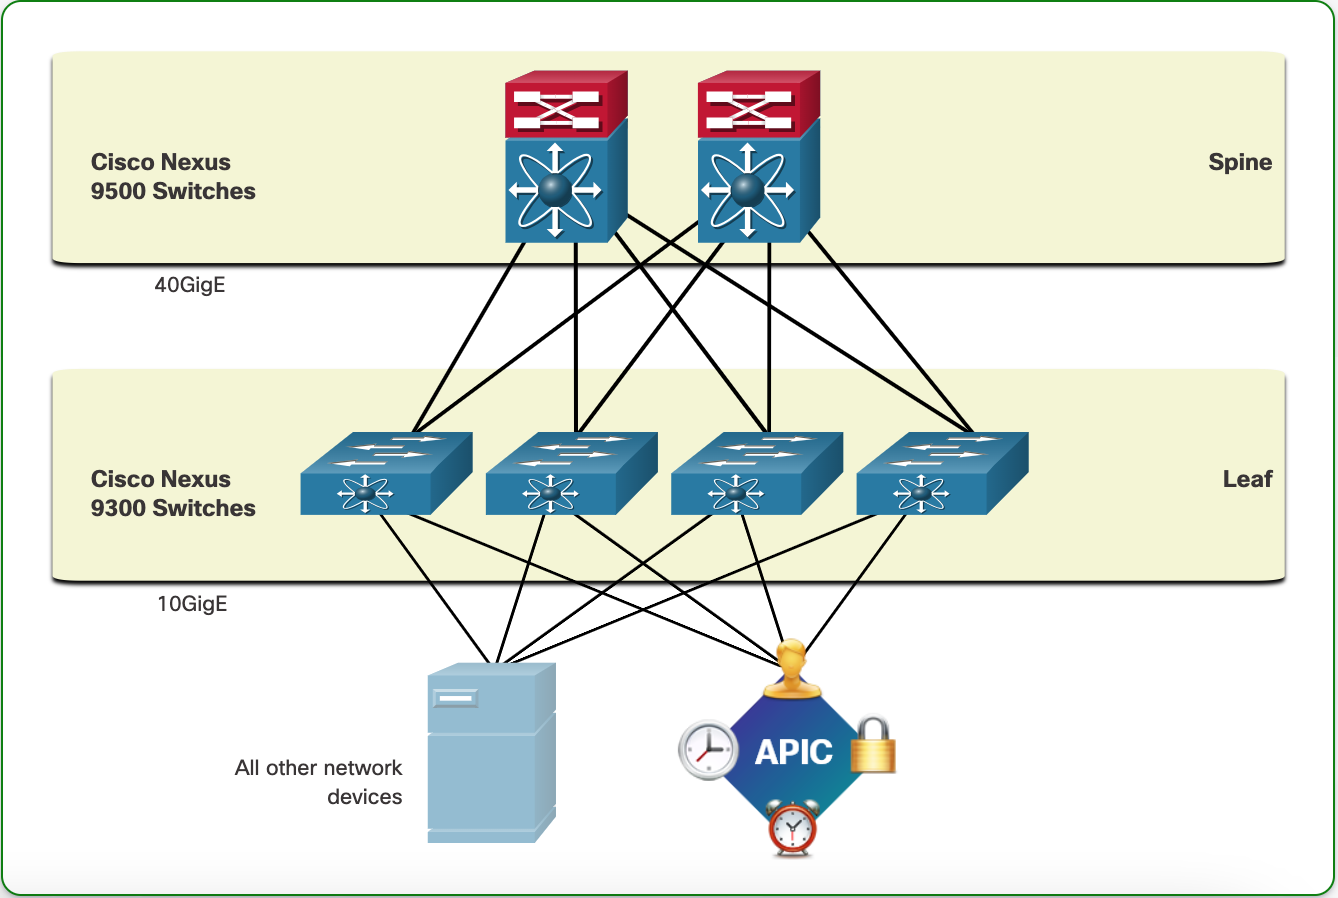 Cisco Nexus
9500 Switches
Spine
40GigE
Cisco Nexus
9300 Switches
Leaf
10GigE
All other network
devices
APIC